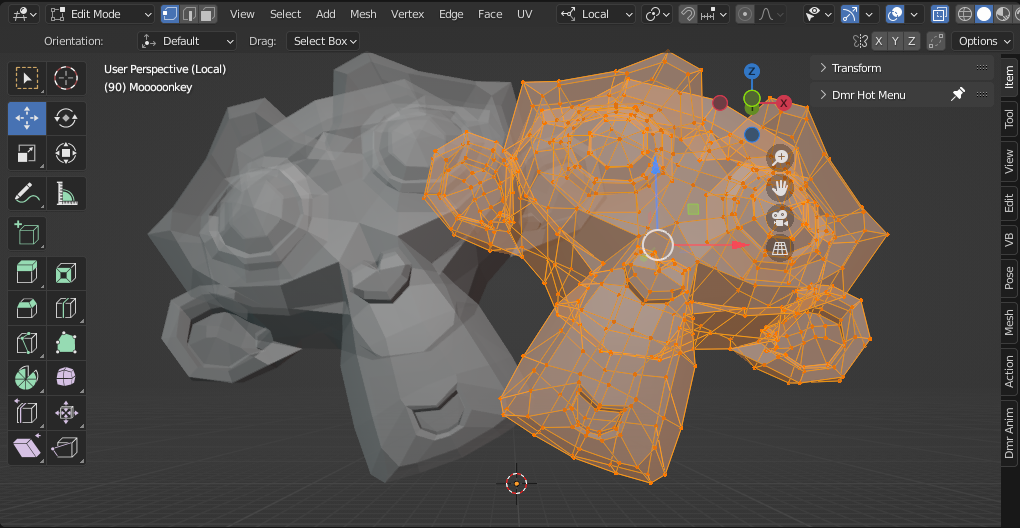 Edit Mode View Select Add Mesh Vertex Edge Face UV Local
Orientation: Default Drag: Select Box X Y Z Options
User Perspective (Local)
(90) Mooooonkey
Z
X
Transform
Dmr Hot Menu
Item
Tool
View
Edit
VB
Pose
Mesh
Action
Dmr Anim